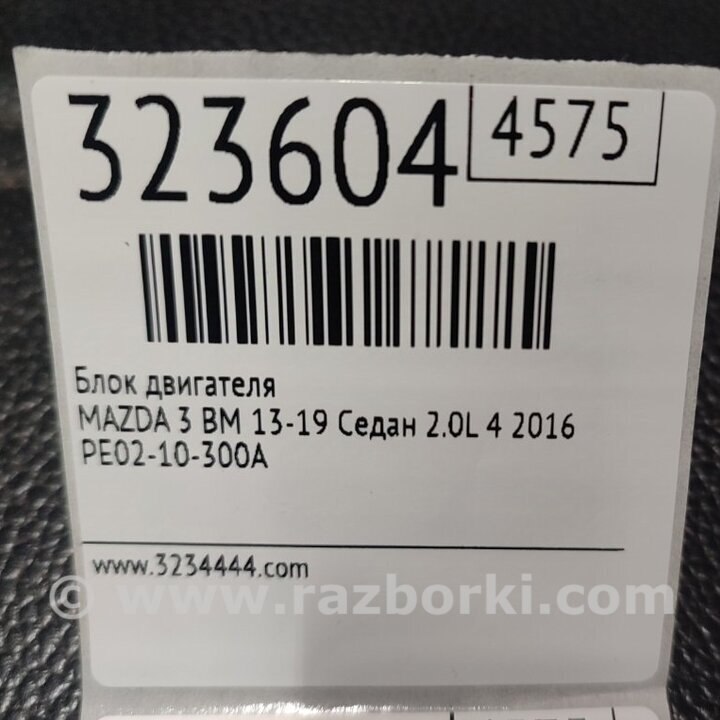 323604
4575
Блок двигателя
MAZDA 3 BM 13-19 Седан 2.0L 4 2016
PE02-10-300A
www.3234444.com
© www.razborki.com